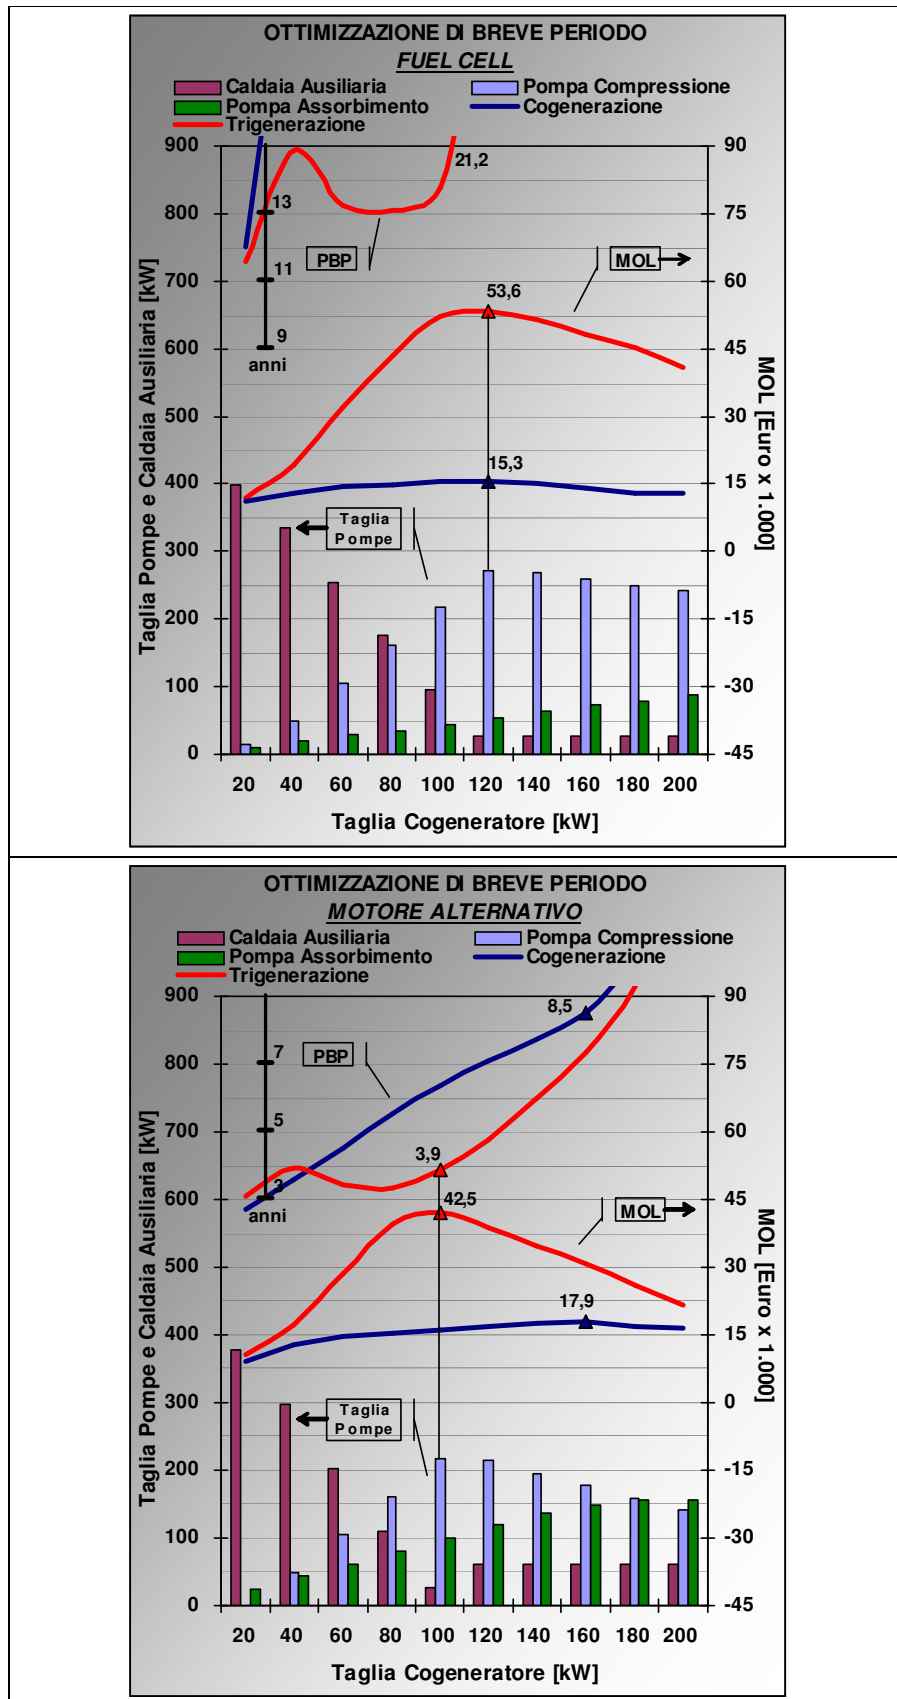 OTTIMIZZAZIONE DI BREVE PERIODO
FUEL CELL
Caldaia Ausiliaria
Pompa Compressione
Pompa Assorbimento
Cogenerazione
Trigenerazione
900
800
700
600
500
400
300
200
100
0
90
75
60
45
30
15
0
-15
-30
-45
13
11
9
anni
21,2
PBP
MOL
53,6
15,3
Taglia
Pompe
Taglia Pompe e Caldaia Ausiliaria [kW]
MOL [Euro x 1.000]
20 40 60 80 100 120 140 160 180 200
Taglia Cogeneratore [kW]
OTTIMIZZAZIONE DI BREVE PERIODO
MOTORE ALTERNATIVO
Caldaia Ausiliaria
Pompa Compressione
Pompa Assorbimento
Cogenerazione
Trigenerazione
900
800
700
600
500
400
300
200
100
0
90
75
60
45
30
15
0
-15
-30
-45
7
5
3
anni
8,5
PBP
3,9
42,5
MOL
17,9
Taglia
Pompe
Taglia Pompe e Caldaia Ausiliaria [kW]
MOL [Euro x 1.000]
20 40 60 80 100 120 140 160 180 200
Taglia Cogeneratore [kW]